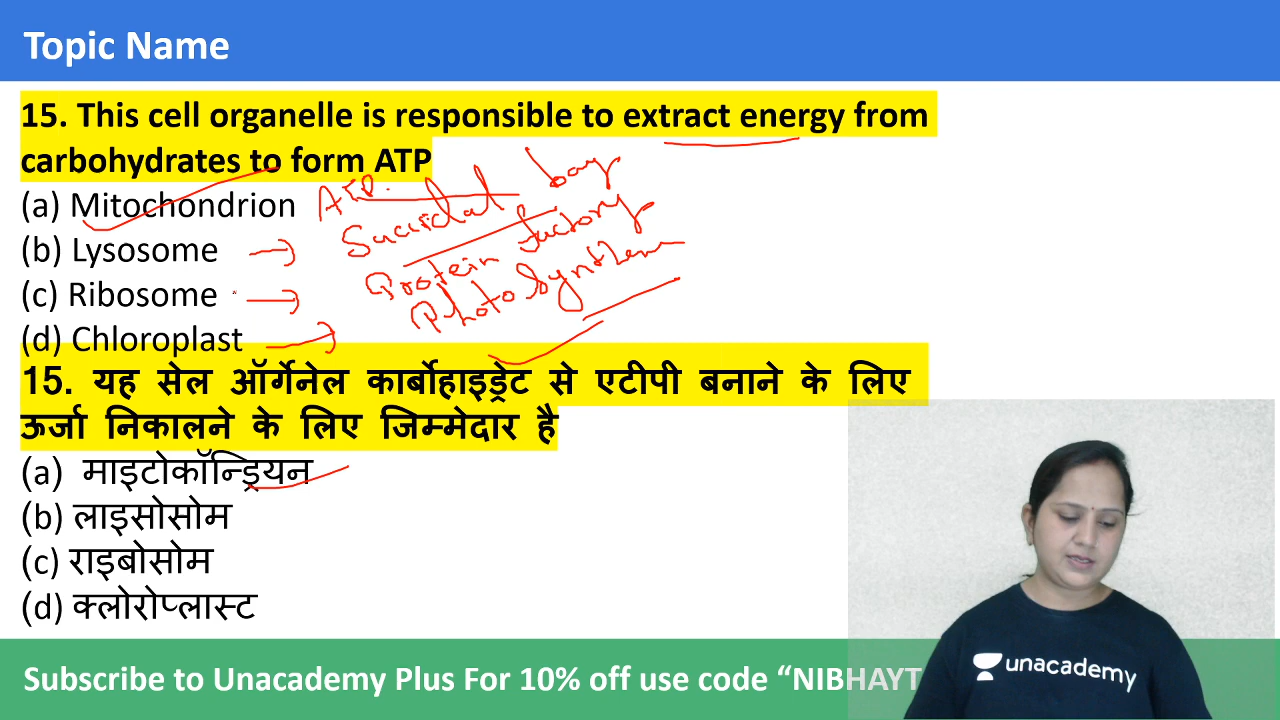 Topic Name
15. This cell organelle is responsible to extract energy from
carbohydrates to form ATP
(a) Mitochondrion
ATP.
(b) Lysosome
Sucidal bag
(c) Ribosome
Protein factory
(d) Chloroplast
Photosynthesis
15. यह सेल ऑर्गेनेल कार्बोहाइड्रेट से एटीपी बनाने के लिए
ऊर्जा निकालने के लिए जिम्मेदार है
(a) माइटोकॉन्ड्रियन
(b) लाइसोसोम
(c) राइबोसोम
(d) क्लोरोप्लास्ट
unacademy
Subscribe to Unacademy Plus For 10% off use code “NIBHAYT